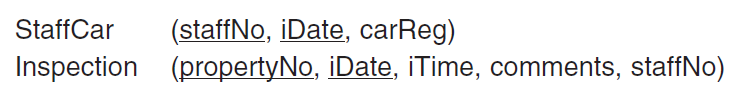 StaffCar (staffNo, iDate, carReg)
Inspection (propertyNo, iDate, iTime, comments, staffNo)